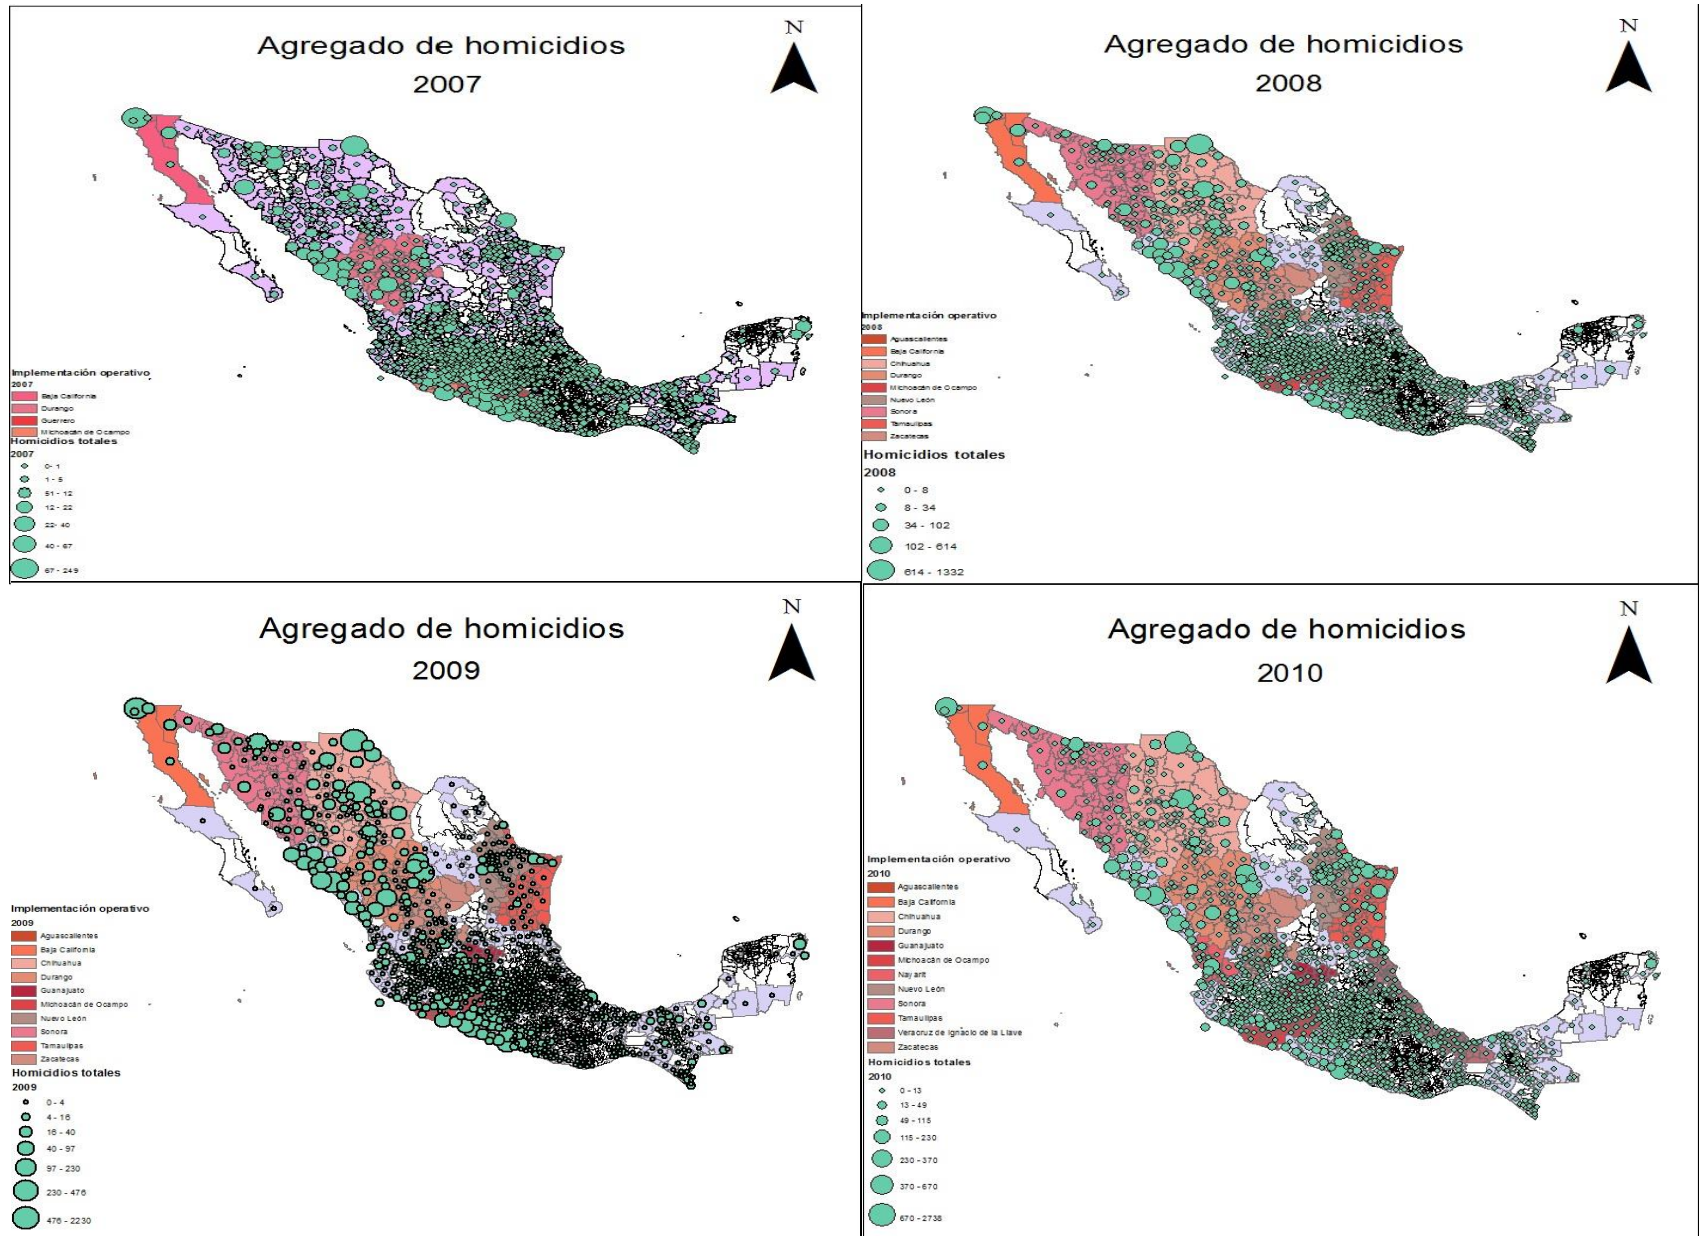 N
Agregado de homicidios
2007
Implementación operativo
2007
Baja California
Durango
Guerrero
Michoacán de Ocampo
Homicidios totales
2007
0- 1
1 - 5
51 - 12
12 - 22
22- 40
40 - 67
67 - 249
N
Agregado de homicidios
2008
Implementación operativo
2008
Aguascalientes
Baja California
Chihuahua
Durango
Michoacán de Ocampo
Nuevo León
Sonora
Tamaulipas
Zacatecas
Homicidios totales
2008
0 - 8
8 - 34
34 - 102
102 - 614
614 - 1332
N
Agregado de homicidios
2009
Implementación operativo
2009
Aguascalientes
Baja California
Chihuahua
Durango
Guanajuato
Michoacán de Ocampo
Nuevo León
Sonora
Tamaulipas
Zacatecas
Homicidios totales
2009
0 - 4
4 - 16
16 - 40
40 - 97
97 - 230
230 - 476
476 - 2230
N
Agregado de homicidios
2010
Implementación operativo
2010
Aguascalientes
Baja California
Chihuahua
Durango
Guanajuato
Michoacán de Ocampo
Nayarit
Nuevo León
Sonora
Tamaulipas
Veracruz de Ignacio de la Llave
Zacatecas
Homicidios totales
2010
0 - 13
13 - 49
49 - 115
115 - 230
230 - 370
370 - 670
670 - 2738